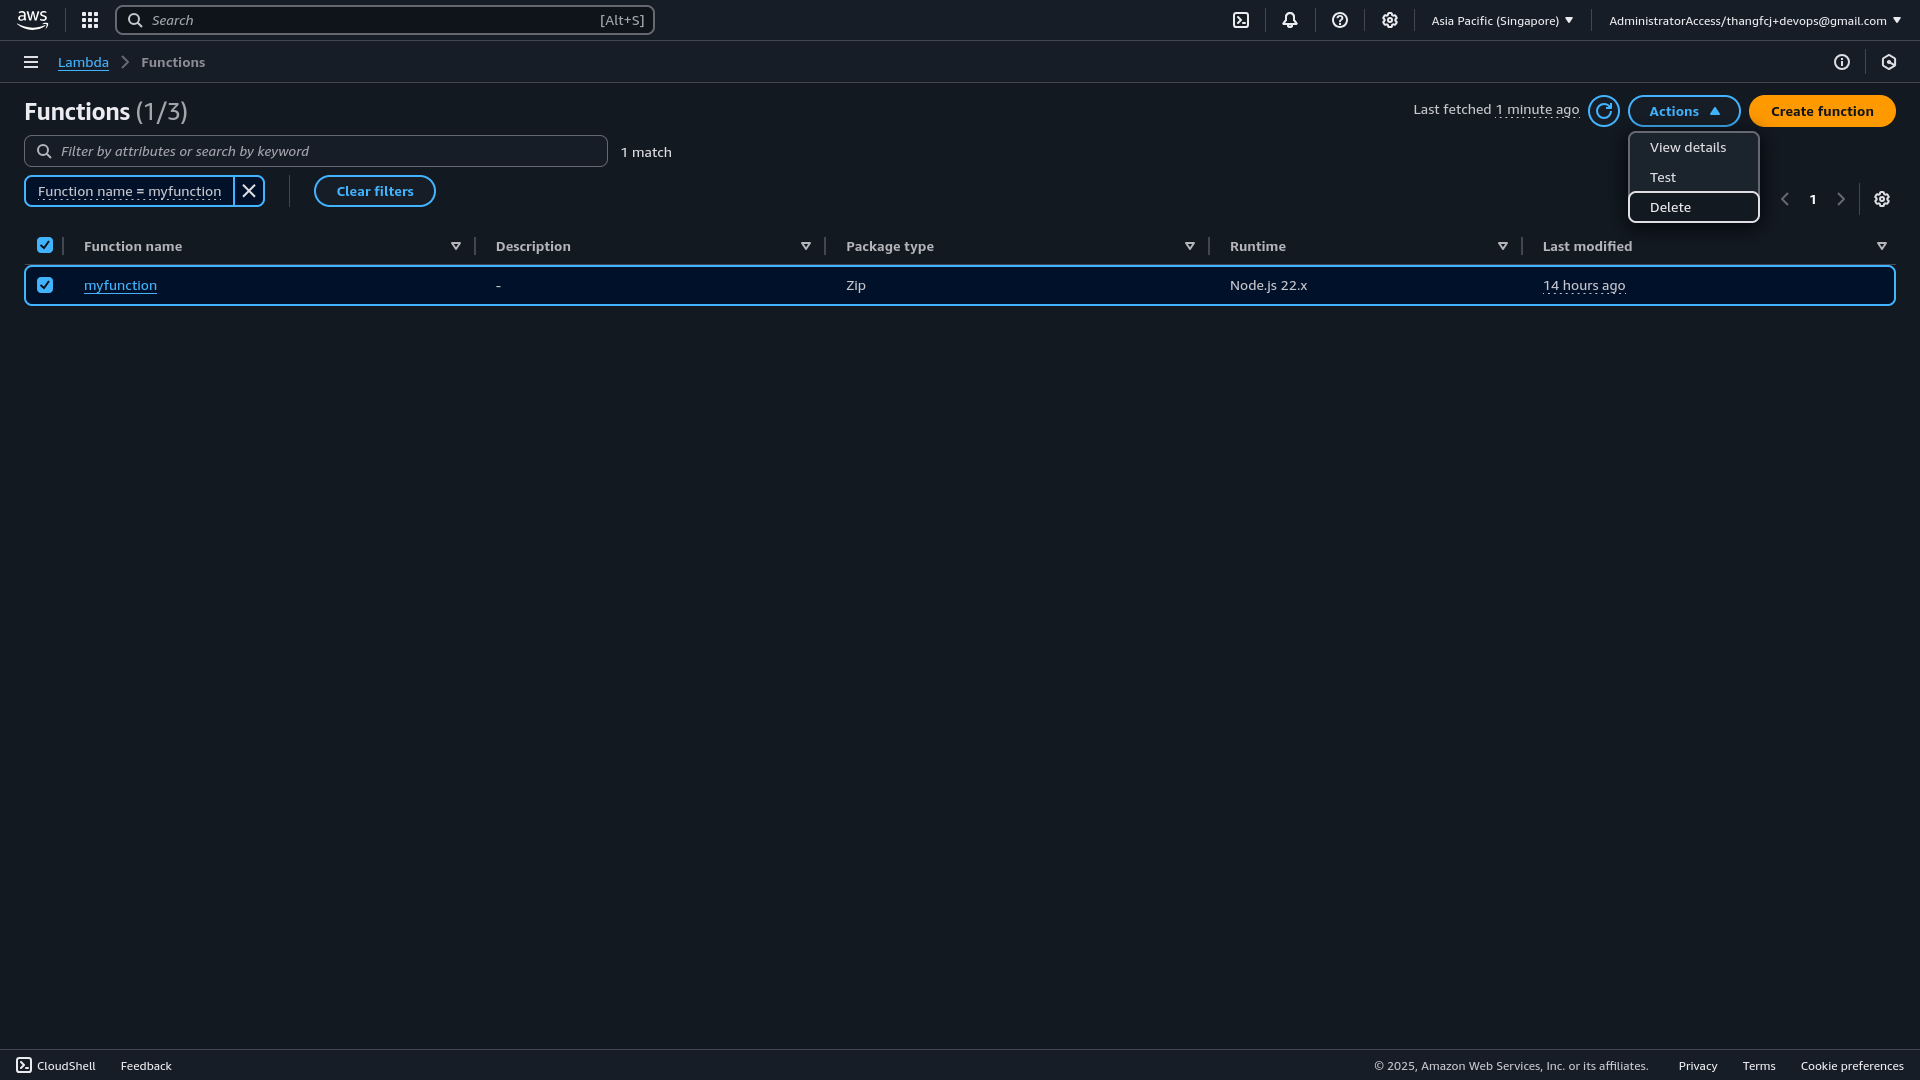 aws
Search [Alt+S]
Asia Pacific (Singapore)
AdministratorAccess/thangfcj+devops@gmail.com
Lambda
Functions
Functions (1/3)
Last fetched 1 minute ago
Actions
Create function
Filter by attributes or search by keyword
1 match
View details
Test
Delete
Function name = myfunction
Clear filters
1
Function name
Description
Package type
Runtime
Last modified
myfunction
-
Zip
Node.js 22.x
14 hours ago
CloudShell
Feedback
© 2025, Amazon Web Services, Inc. or its affiliates.
Privacy
Terms
Cookie preferences